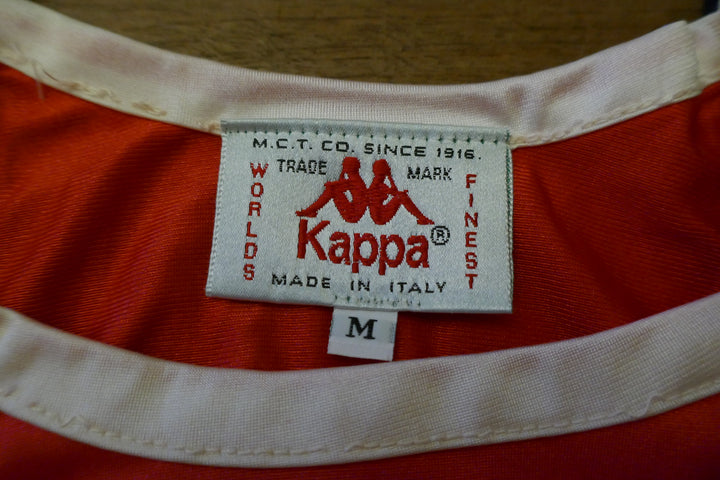 M.C.T. CO. SINCE 1916.
TRADE MARK
WORLDS
FINEST
Kappa®
MADE IN ITALY
M